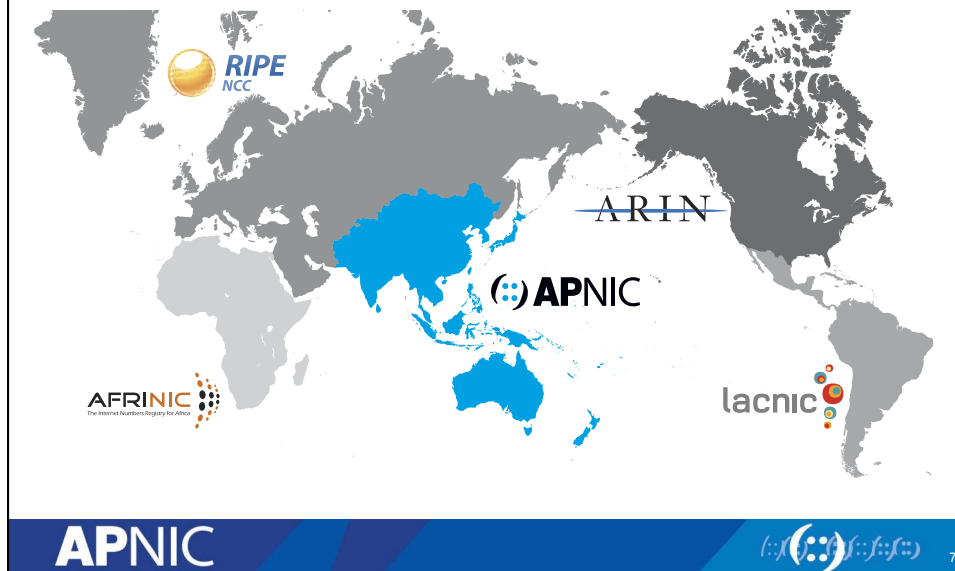 RIPE
NCC
ARIN
(::) APNIC
AFRINIC
The Internet Numbers Registry for Africa
lacnic
APNIC
(::)
7